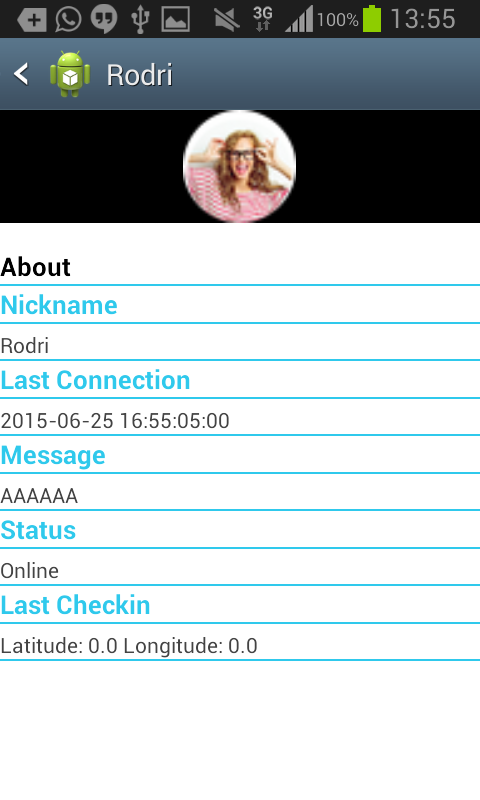 3G 100% 13:55
Rodri
About
Nickname
Rodri
Last Connection
2015-06-25 16:55:05:00
Message
AAAAAA
Status
Online
Last Checkin
Latitude: 0.0 Longitude: 0.0